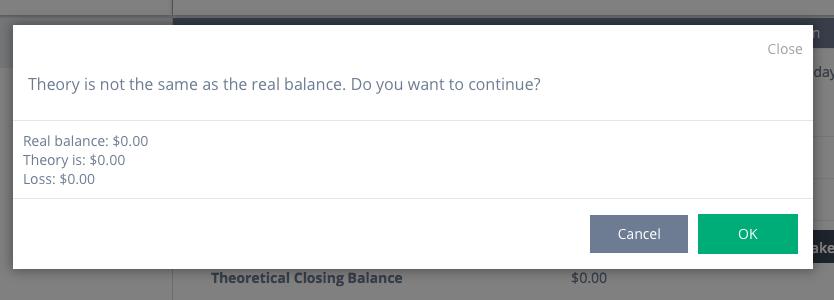 Close
Theory is not the same as the real balance. Do you want to continue?
Real balance: $0.00
Theory is: $0.00
Loss: $0.00
Cancel OK
Theoretical Closing Balance $0.00